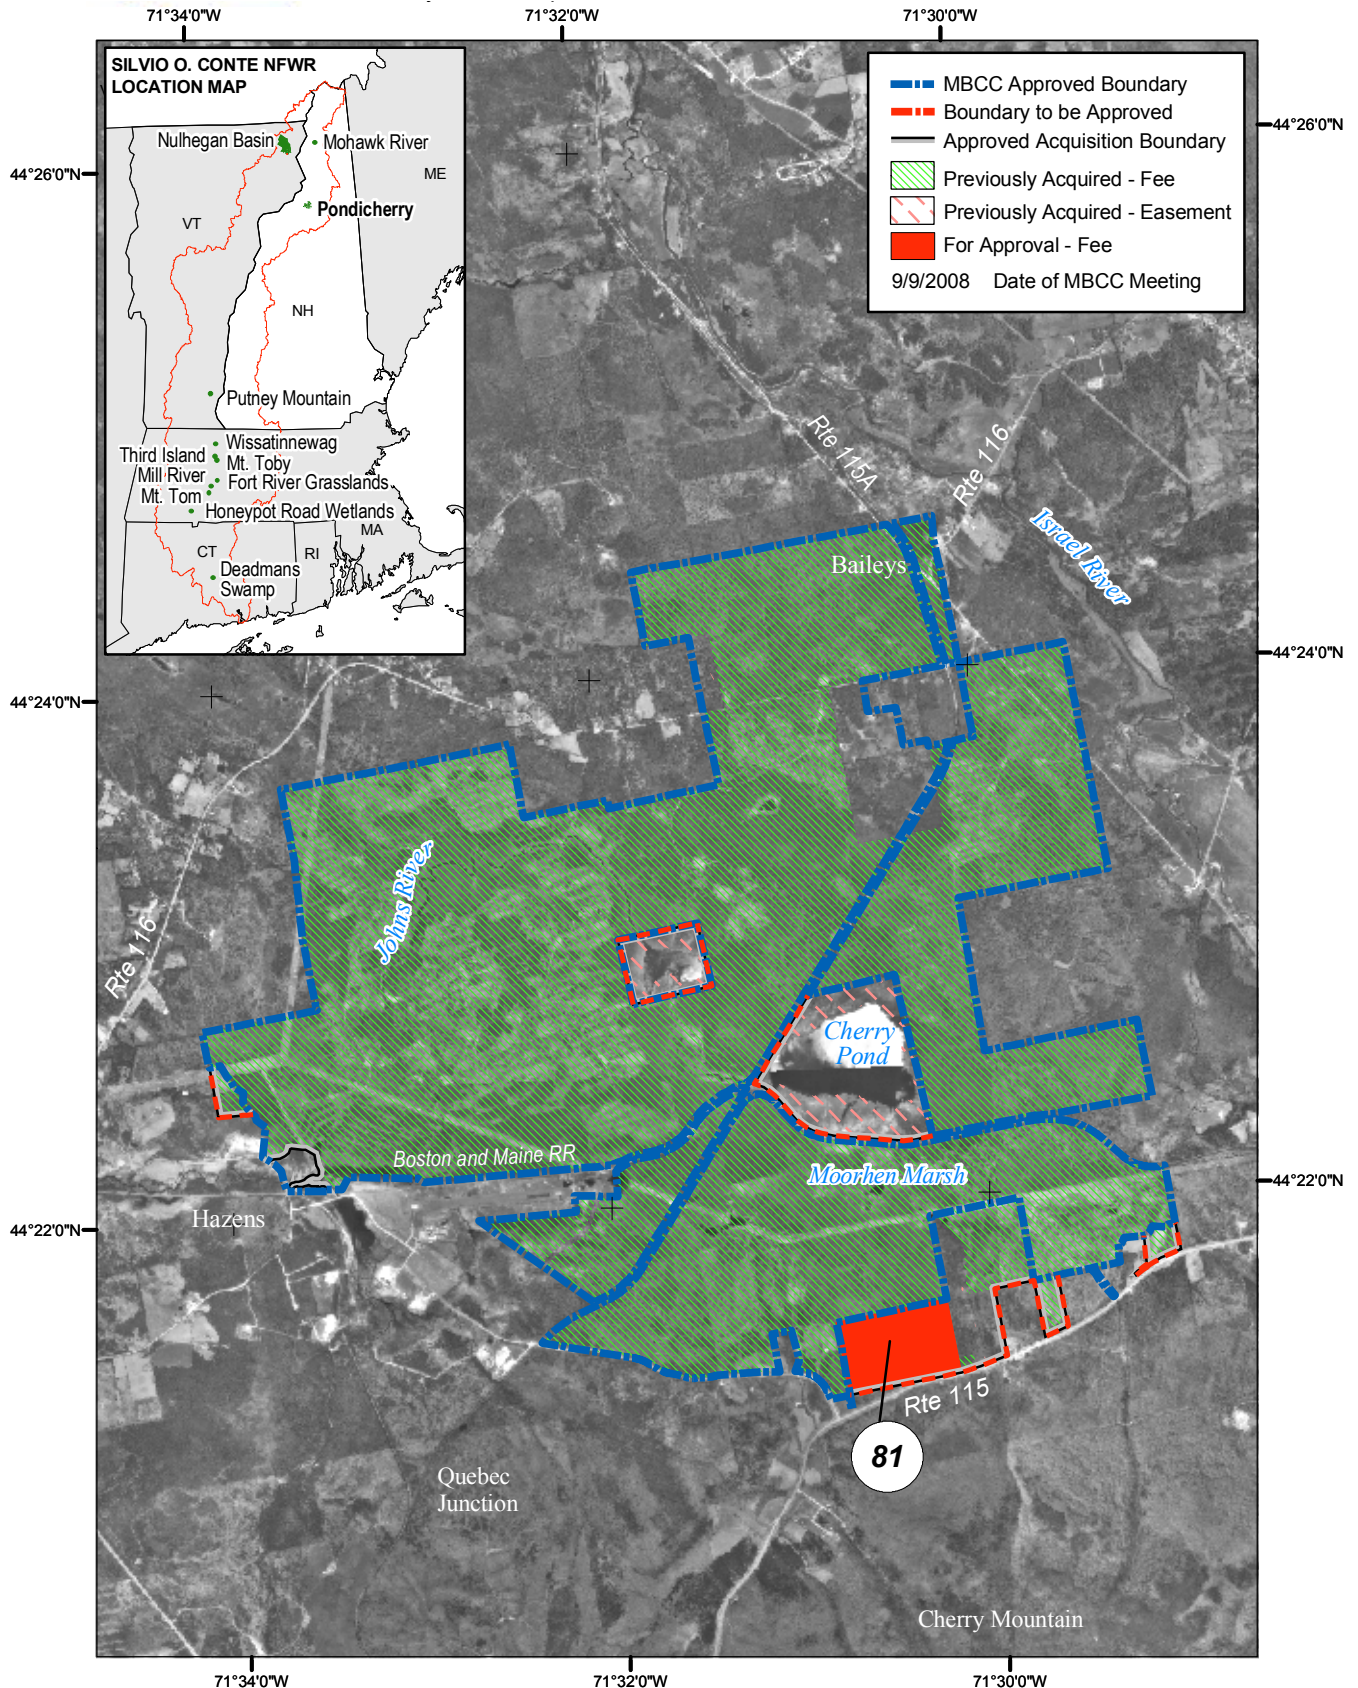 71°34'0"W
71°32'0"W
71°30'0"W
SILVIO O. CONTE NFWR
LOCATION MAP
Nulhegan Basin
Mohawk River
ME
Pondicherry
VT
NH
Putney Mountain
Wissatinnewag
Third Island
Mt. Toby
Mill River
Fort River Grasslands
Mt. Tom
Honeypot Road Wetlands
MA
CT
RI
Deadmans
Swamp
MBCC Approved Boundary
Boundary to be Approved
Approved Acquisition Boundary
Previously Acquired - Fee
Previously Acquired - Easement
For Approval - Fee
9/9/2008 Date of MBCC Meeting
44°26'0"N
44°26'0"N
Rte 115A
Rte 116
Israel River
Baileys
44°24'0"N
44°24'0"N
Johns River
Rte 116
Cherry
Pond
Boston and Maine RR
Moorhen Marsh
44°22'0"N
Hazens
44°22'0"N
Rte 115
81
Quebec
Junction
Cherry Mountain
71°34'0"W
71°32'0"W
71°30'0"W